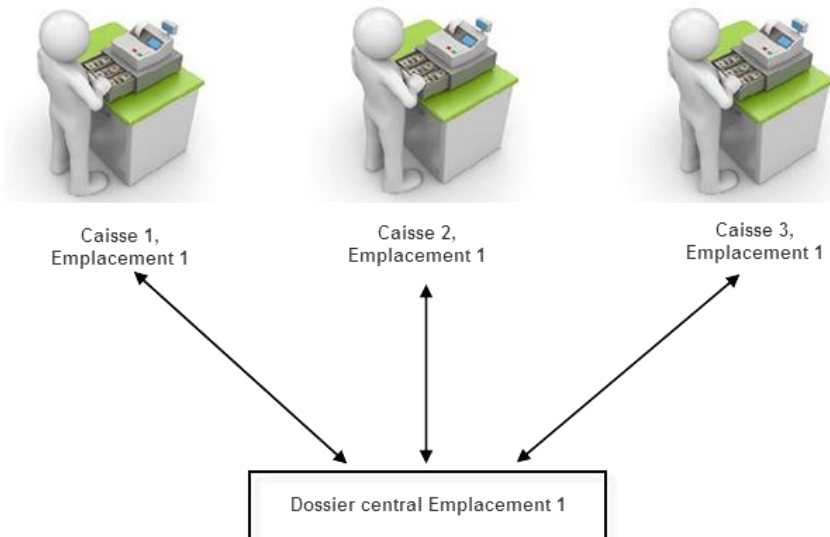 Caisse 1,
Emplacement 1
Caisse 2,
Emplacement 1
Caisse 3,
Emplacement 1
Dossier central Emplacement 1